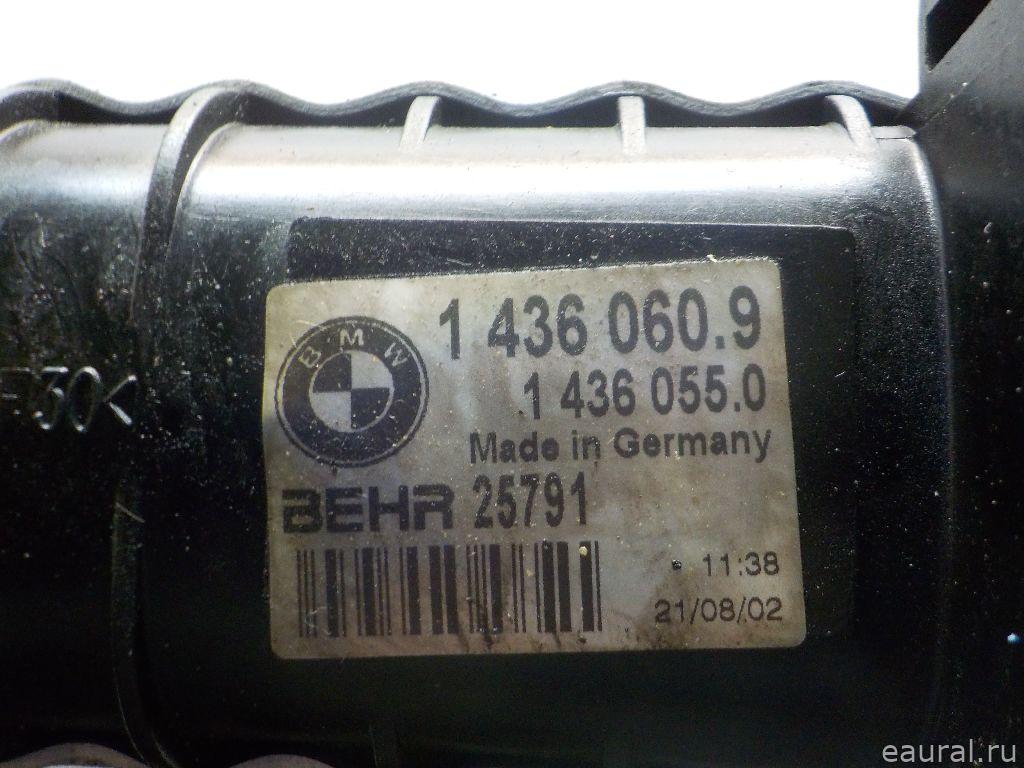 BMW
1 436 060.9
1 436 055.0
Made in Germany
BEHR 25791
11:38
21/08/02
30<
eaural.ru